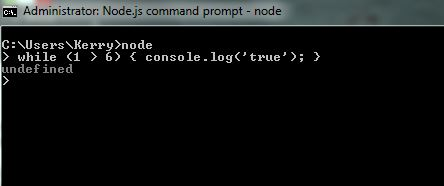 Administrator: Node.js command prompt - node
C:\Users\Kerry>node
> while (1 > 6) { console.log('true'); }
undefined
>